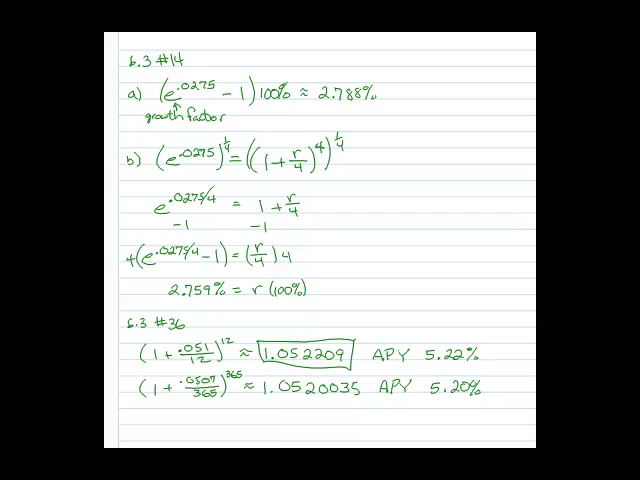 6.3 #14
a) (e^.0275 - 1) 100% ≈ 2.788%
growth factor
b) (e^.0275)^1/4 = ((1 + r/4)^4)^1/4
e^.0275/4 = 1 + r/4
-1 -1
4(e^.0275/4 - 1) = (r/4) 4
2.759% = r (100%)
6.3 #36
(1 + .051/12)^12 ≈ 1.052209 APY 5.22%
(1 + .0507/365)^365 ≈ 1.0520035 APY 5.20%